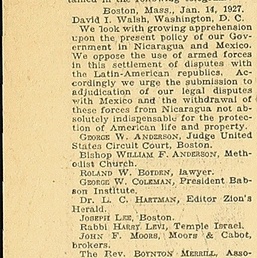 Boston, Mass., Jan. 14, 1927.
David I. Walsh, Washington, D. C.
We look with growing apprehension
upon the present policy of our Gov-
ernment in Nicaragua and Mexico.
We oppose the use of armed forces
in this settlement of disputes with
the Latin-American republics. Ac-
cordingly we urge the submission to
adjudication of our legal disputes
with Mexico and the withdrawal of
these forces from Nicaragua not ab-
solutely indispensable for the protec-
tion of American life and property.
GEORGE W. ANDERSON, Judge United
States Circuit Court, Boston.
Bishop WILLIAM F. ANDERSON, Meth-
odist Church.
ROLAND W. BOIDEN, lawyer.
GEORGE W. COLEMAN, President Bab-
son Institute.
Dr. L. C. HARTMAN, Editor Zion's
Herald.
JOSEPH LEE, Boston.
Rabbi HARRY LEVI, Temple Israel.
JOHN F. MOORS, Moors & Cabot,
brokers.
The Rev. BOYNTON MERRILL, Asso-